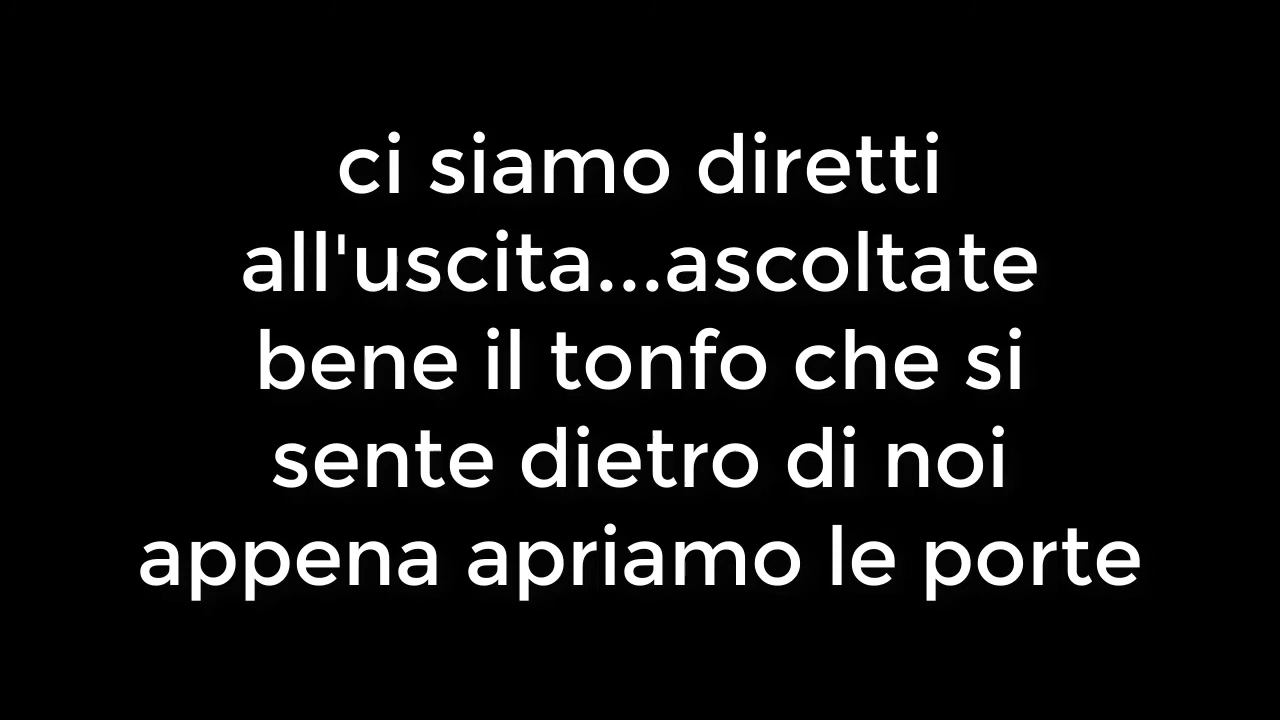 ci siamo diretti
all'uscita...ascoltate
bene il tonfo che si
sente dietro di noi
appena apriamo le porte